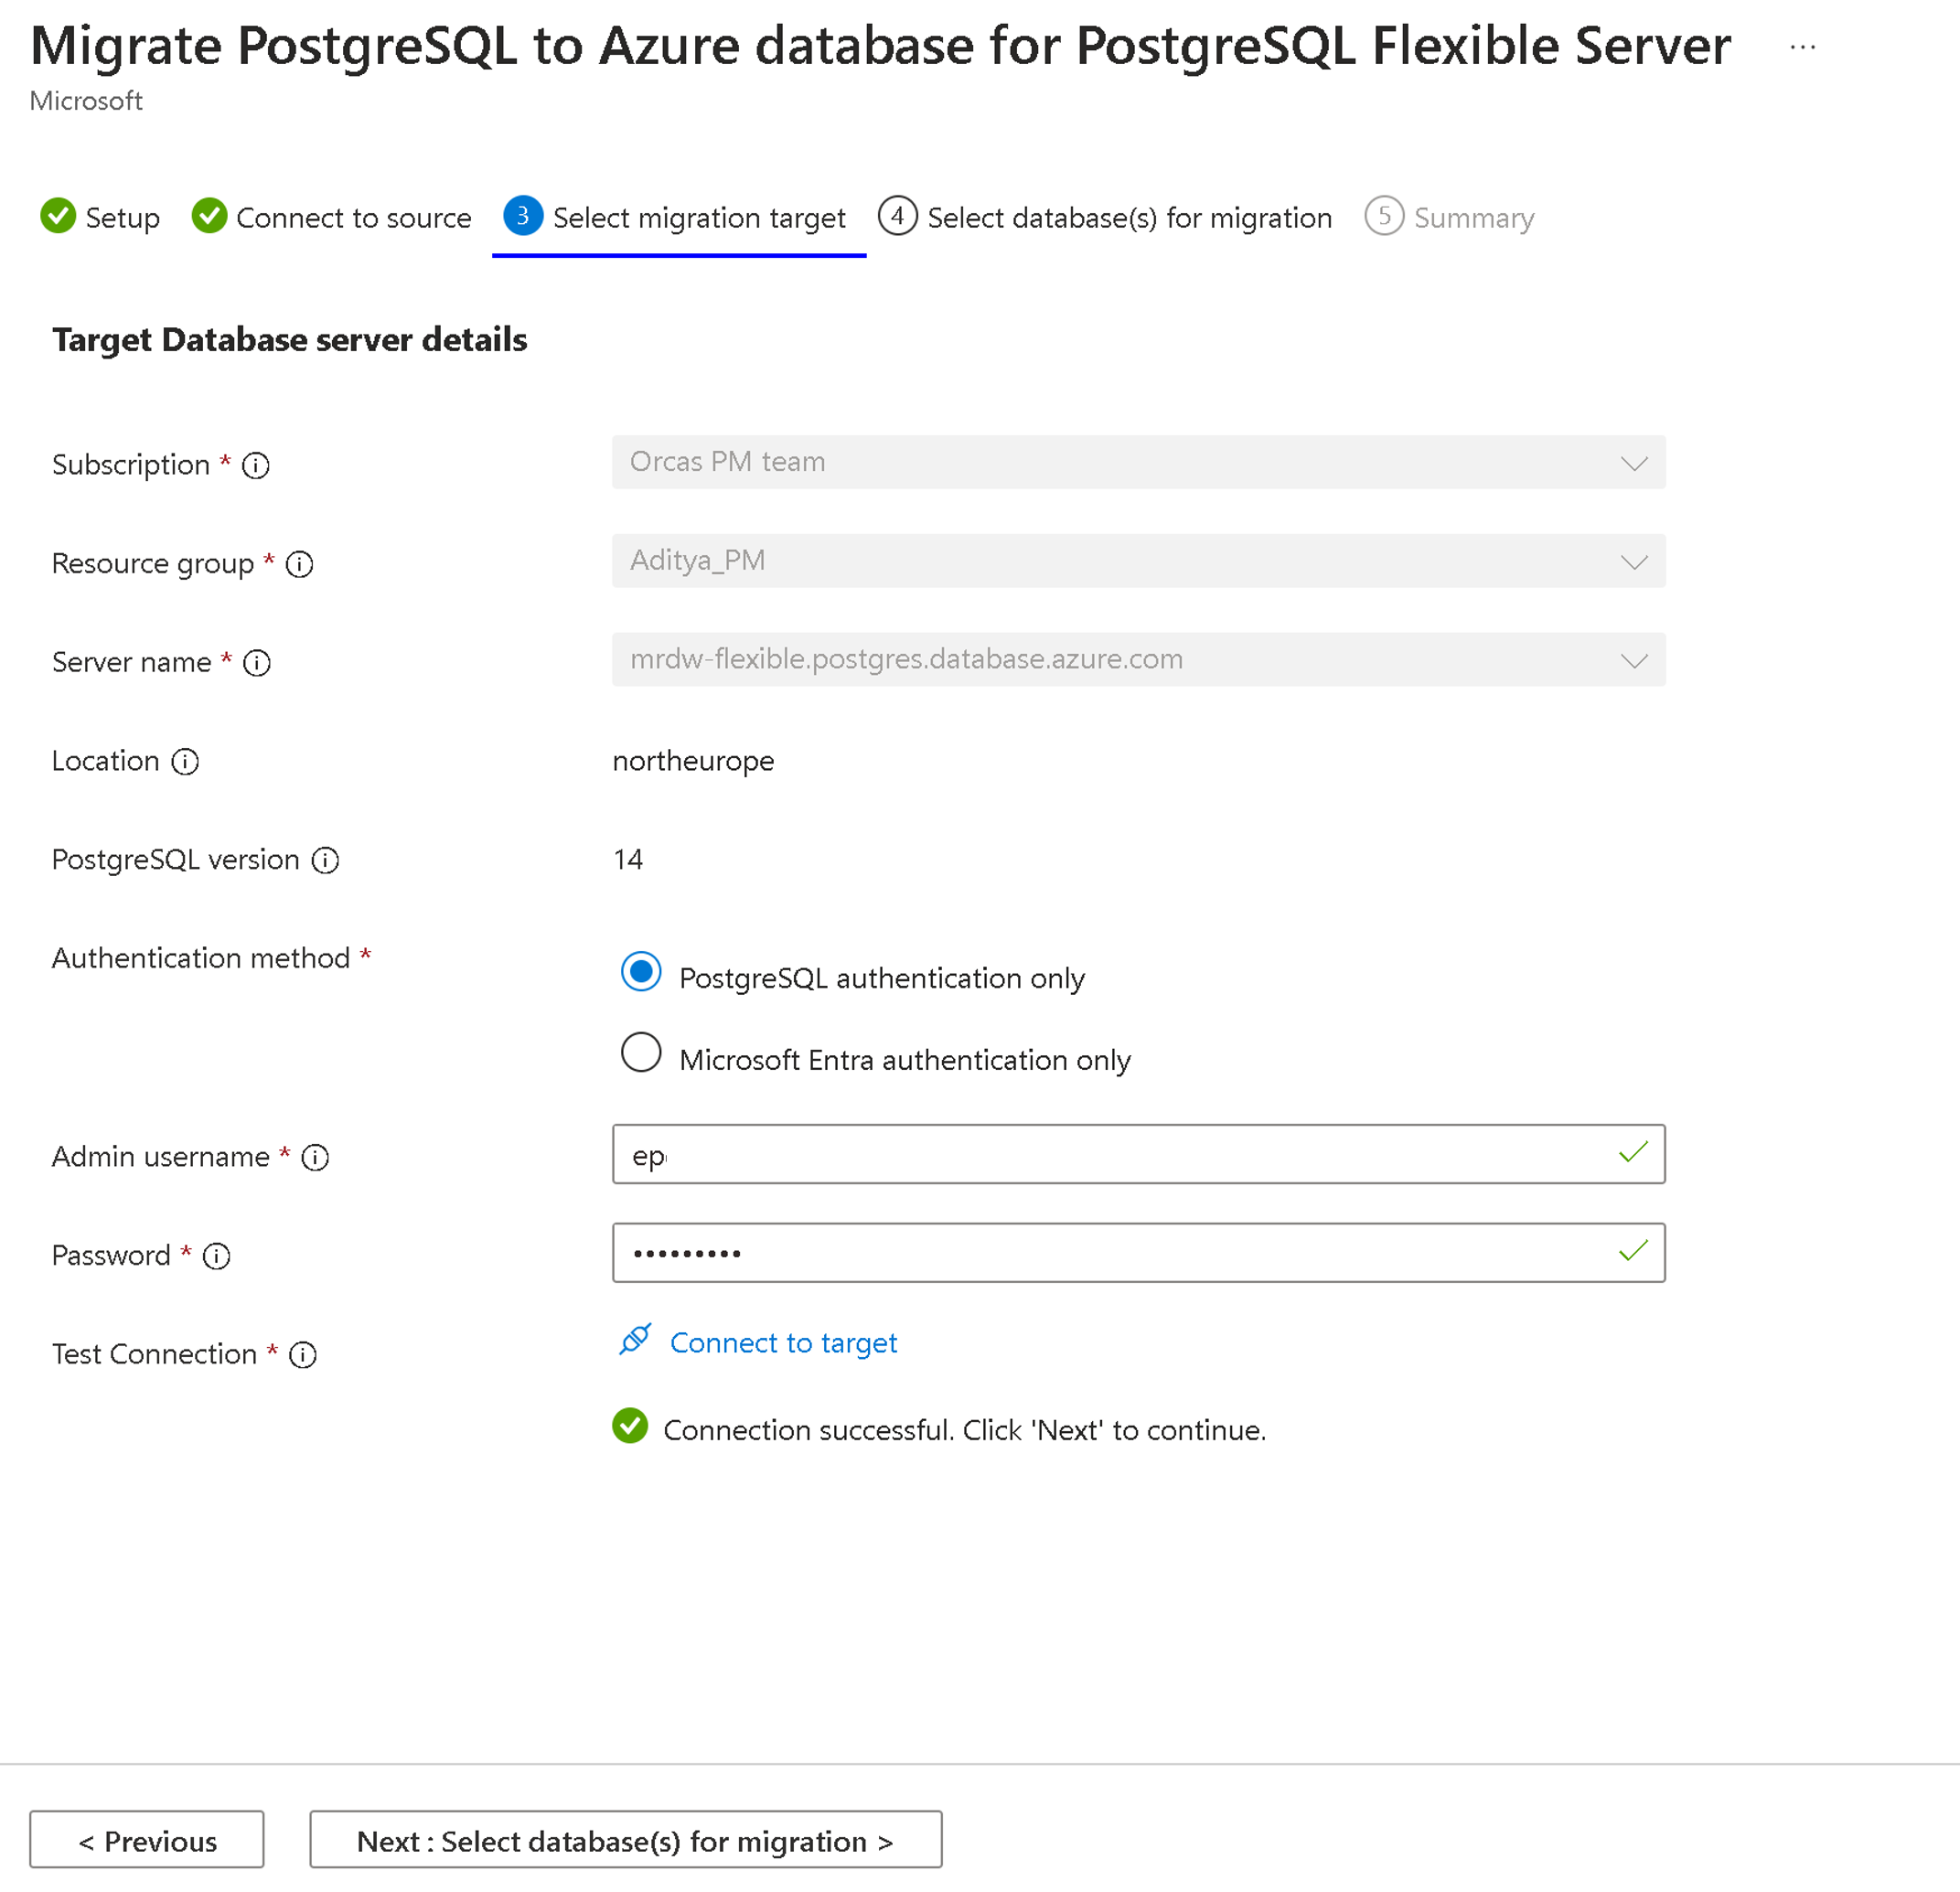 Migrate PostgreSQL to Azure database for PostgreSQL Flexible Server ...
Microsoft
Setup Connect to source 3 Select migration target 4 Select database(s) for migration 5 Summary
Target Database server details
Subscription * Orcas PM team
Resource group * Aditya_PM
Server name * mrdw-flexible.postgres.database.azure.com
Location northeurope
PostgreSQL version 14
Authentication method * PostgreSQL authentication only
Microsoft Entra authentication only
Admin username * ep
Password * •••••••••
Test Connection * Connect to target
Connection successful. Click 'Next' to continue.
< Previous Next : Select database(s) for migration >